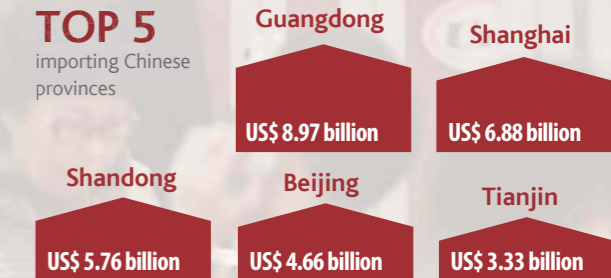 TOP 5
importing Chinese
provinces
Guangdong
US$ 8.97 billion
Shanghai
US$ 6.88 billion
Shandong
US$ 5.76 billion
Beijing
US$ 4.66 billion
Tianjin
US$ 3.33 billion